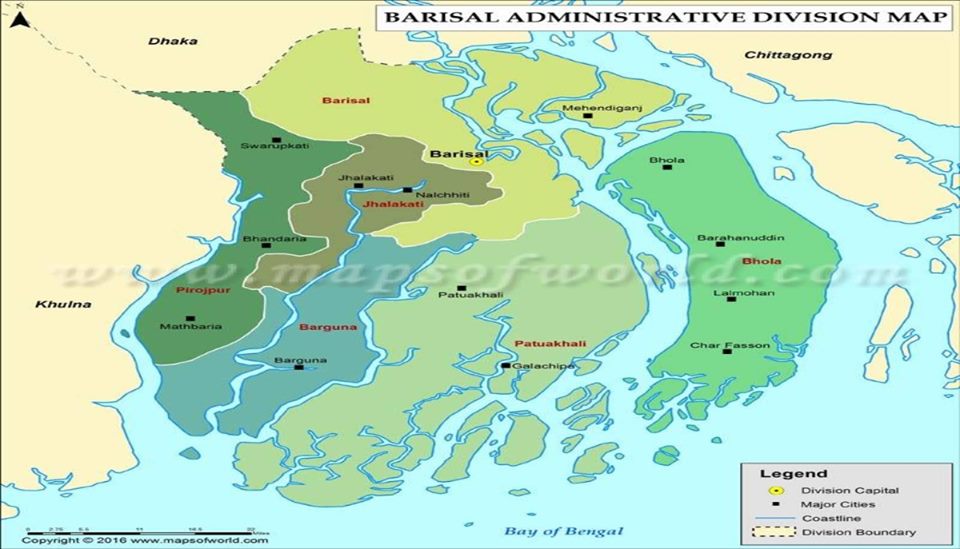 BARISAL ADMINISTRATIVE DIVISION MAP
Dhaka
Chittagong
Barisal
Mehendiganj
Swarupkati
Barisal
Bhola
Jhalakati
Nalchhiti
Jhalakati
Bhandaria
Barahanuddin
Bhola
www.mapsofworld.com
Khulna
Pirojpur
Patuakhali
Lalmohan
Mathbaria
Barguna
Patuakhali
Char Fasson
Barguna
Galachipa
Legend
Division Capital
Major Cities
Coastline
Division Boundary
Bay of Bengal
0 2.75 5.5 11 16.5 22
Miles
Copyright © 2016 www.mapsofworld.com